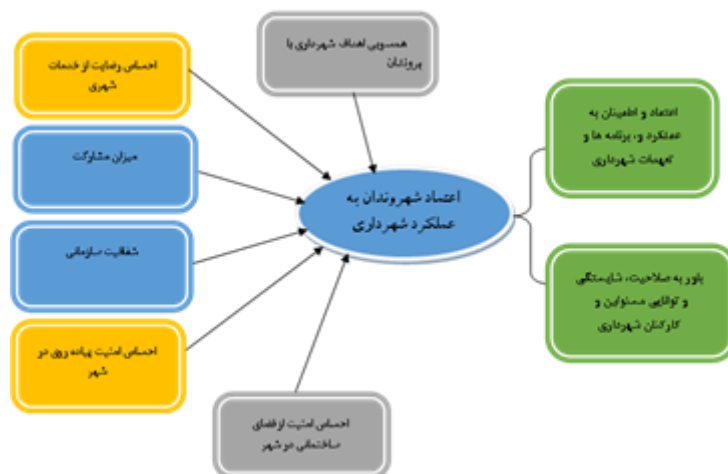 همسویی اهداف شهرداری با
احساس رضایت از خدمات
شهری
میزان مشارکت
شفافیت سازمانی
احساس امنیت پیاده روی در
شهر
احساس امنیت از فضای
ساختمانی در شهر
اعتماد شهروندان به
عملکرد شهرداری
اعتماد و اطمینان به
عملکرد و، برنامه ها و
تعهدات شهرداری
باور به صلاحیت، شایستگی
و توانایی مسئولین و
کارکنان شهرداری